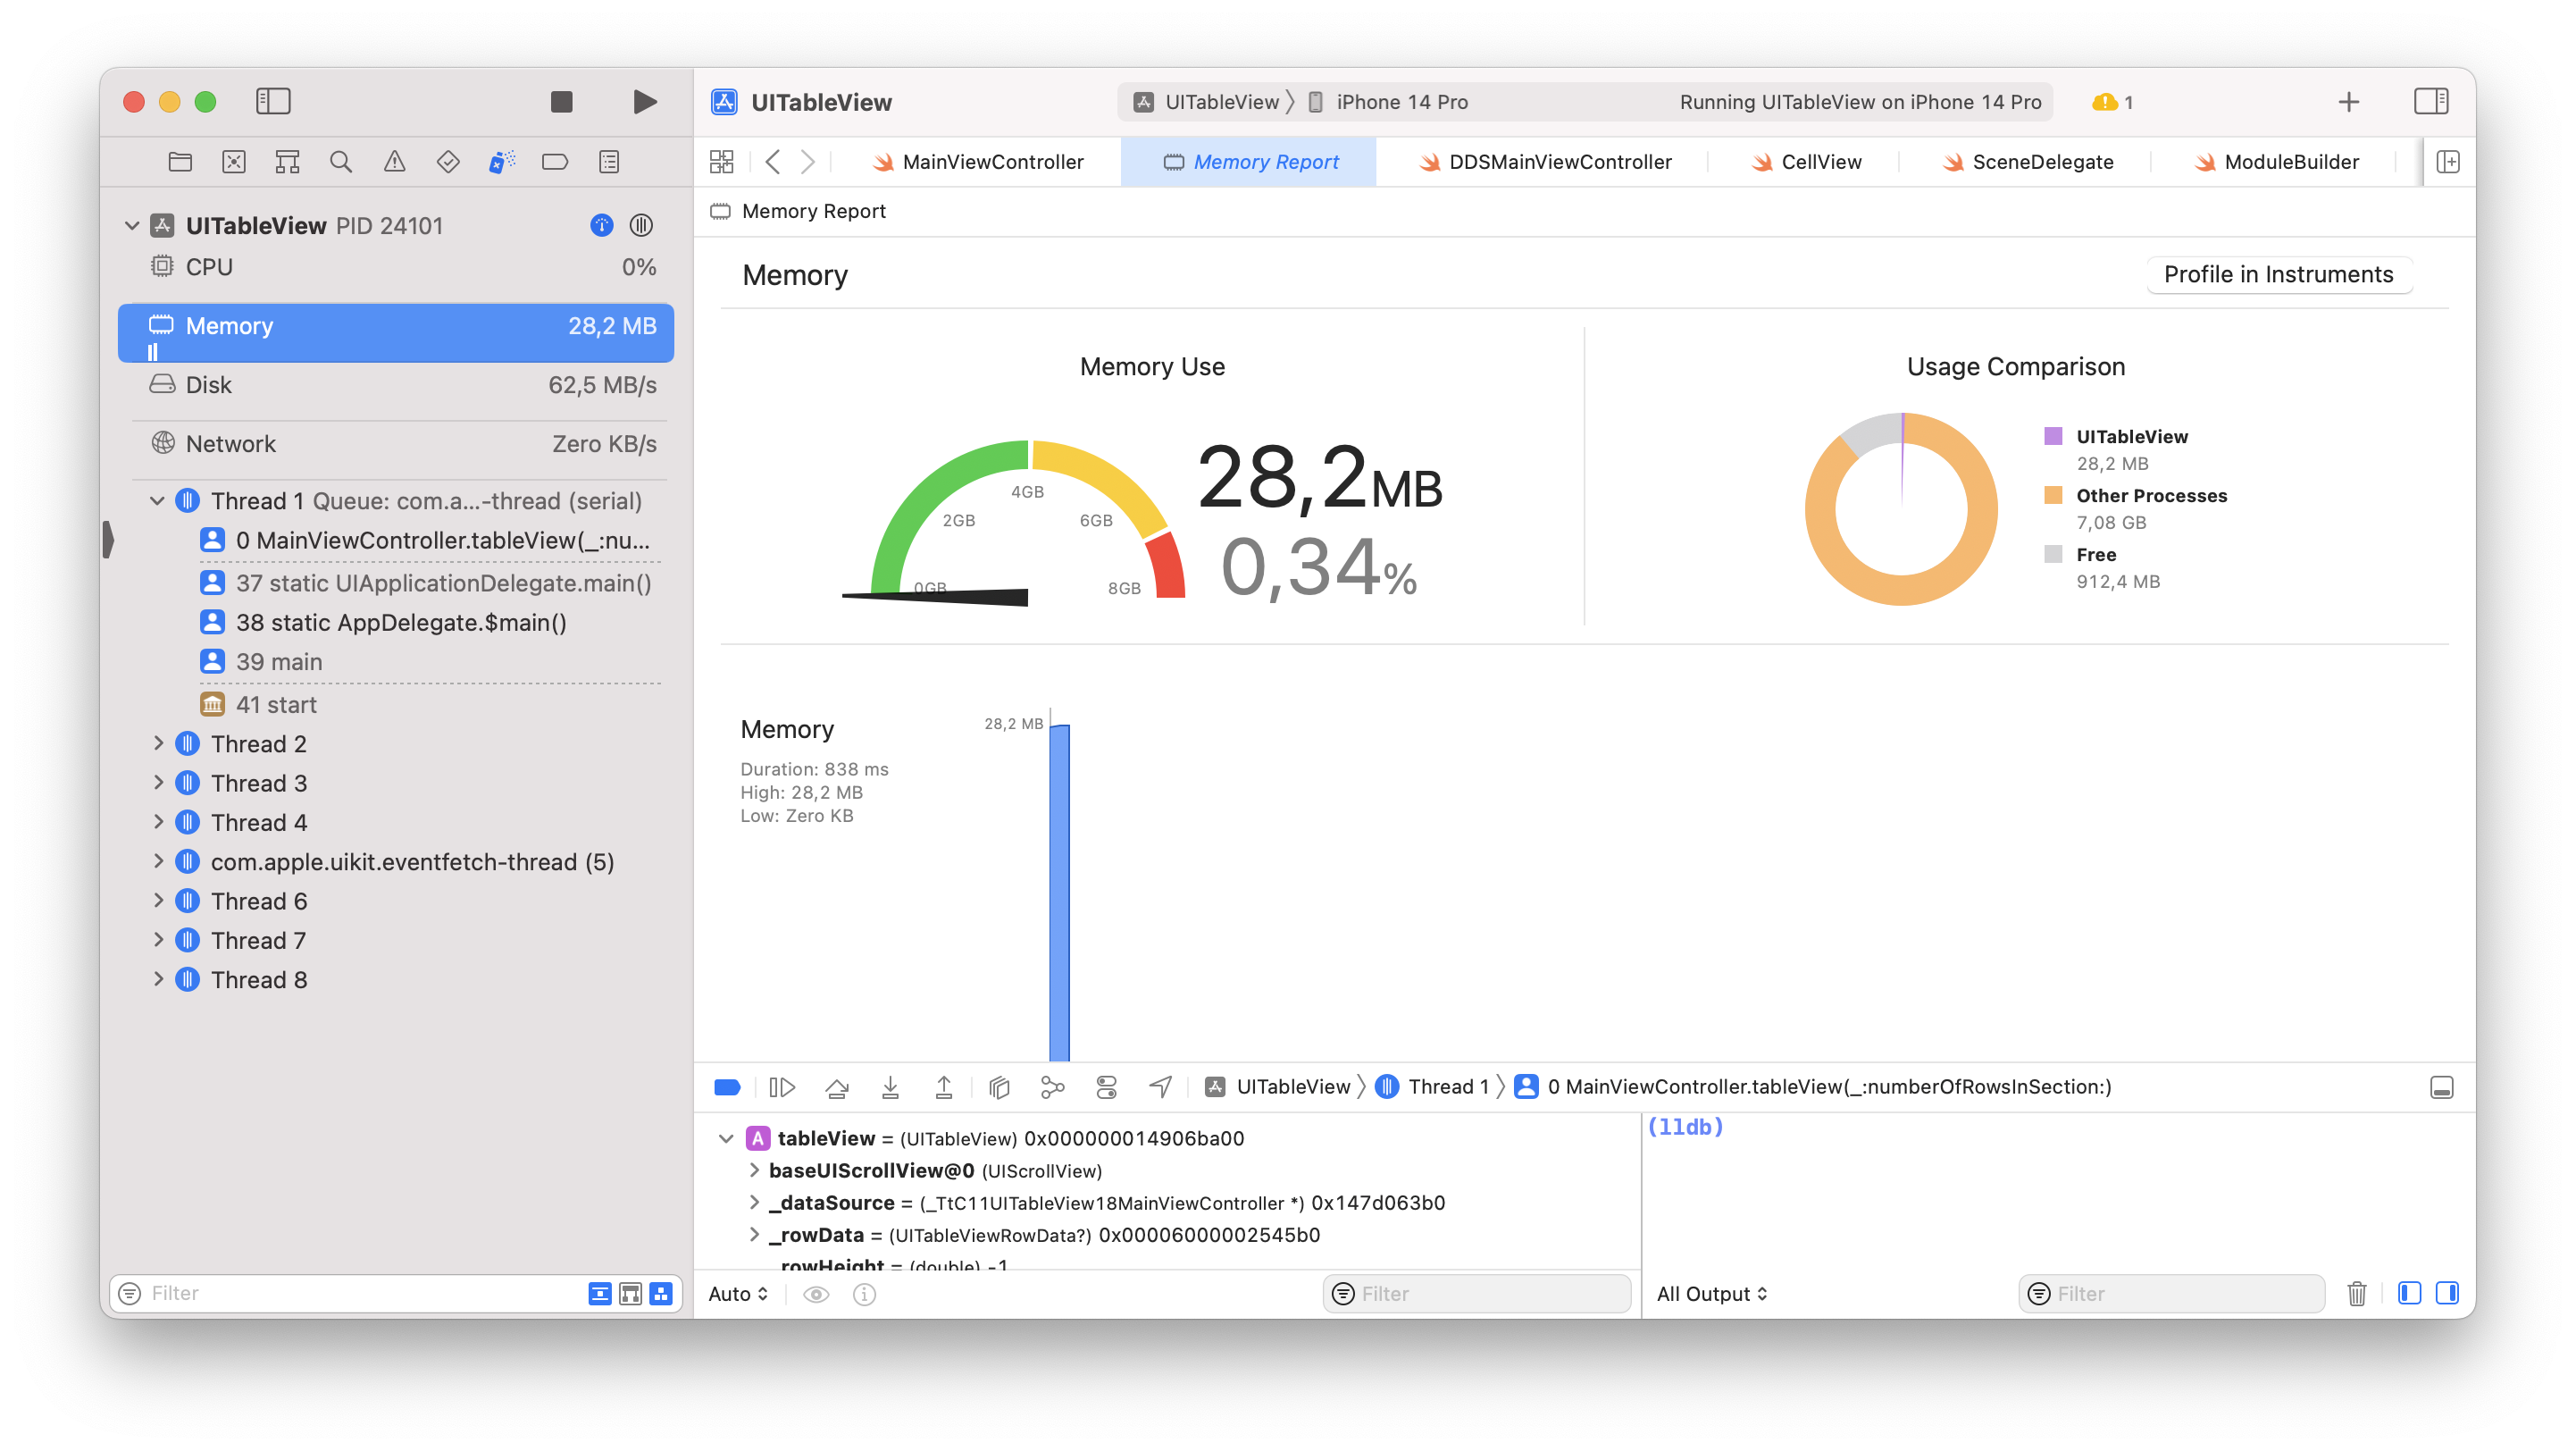 UITableView
UITableView
iPhone 14 Pro
Running UITableView on iPhone 14 Pro
1
MainViewController
Memory Report
DDSMainViewController
CellView
SceneDelegate
ModuleBuilder
UITableView PID 24101
CPU 0%
Memory 28,2 MB
Disk 62,5 MB/s
Network Zero KB/s
Thread 1 Queue: com.a...-thread (serial)
0 MainViewController.tableView(_:nu...
37 static UIApplicationDelegate.main()
38 static AppDelegate.$main()
39 main
41 start
Thread 2
Thread 3
Thread 4
com.apple.uikit.eventfetch-thread (5)
Thread 6
Thread 7
Thread 8
Filter
Memory Report
Memory
Profile in Instruments
Memory Use
0GB
2GB
4GB
6GB
8GB
28,2MB
0,34%
Usage Comparison
UITableView
28,2 MB
Other Processes
7,08 GB
Free
912,4 MB
Memory
Duration: 838 ms
High: 28,2 MB
Low: Zero KB
28,2 MB
UITableView
Thread 1
0 MainViewController.tableView(_:numberOfRowsInSection:)
A tableView = (UITableView) 0x000000014906ba00
baseUIScrollView@0 (UIScrollView)
_dataSource = (_TtC11UITableView18MainViewController *) 0x147d063b0
_rowData = (UITableViewRowData?) 0x00006000002545b0
_rowHeight = (double) -1
Auto
Filter
(lldb)
All Output
Filter